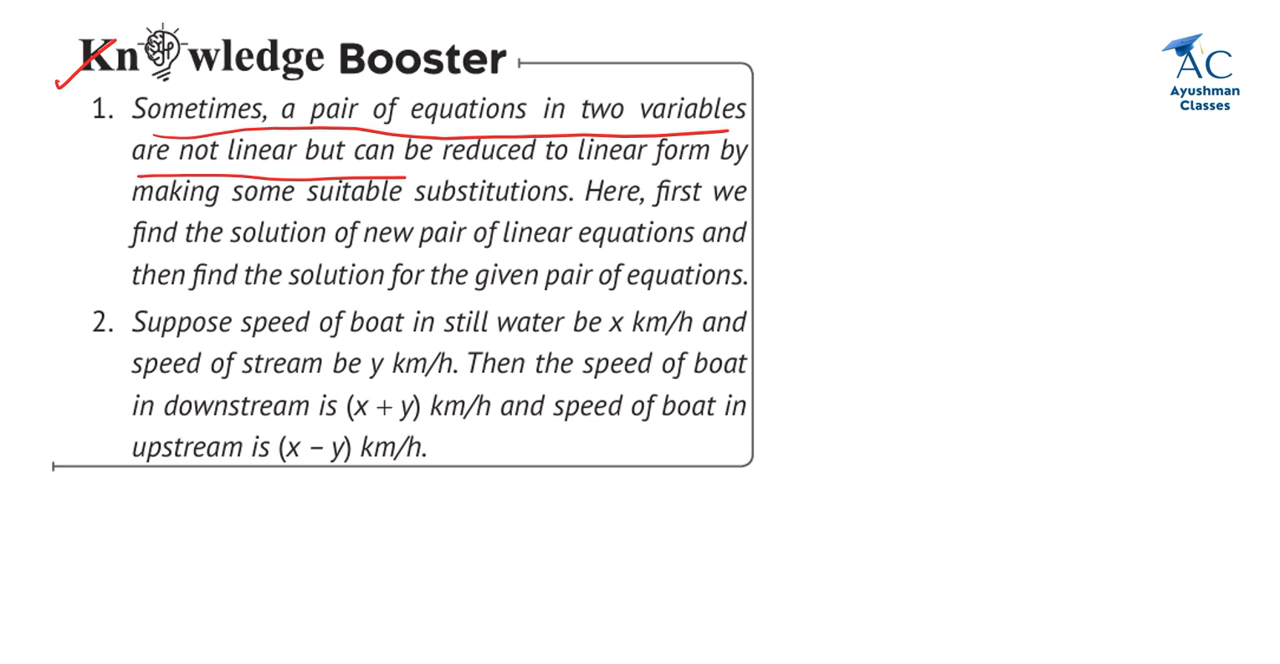 Knowledge Booster
AC
Ayushman
Classes
1. Sometimes, a pair of equations in two variables
are not linear but can be reduced to linear form by
making some suitable substitutions. Here, first we
find the solution of new pair of linear equations and
then find the solution for the given pair of equations.
2. Suppose speed of boat in still water be x km/h and
speed of stream be y km/h. Then the speed of boat
in downstream is (x + y) km/h and speed of boat in
upstream is (x – y) km/h.